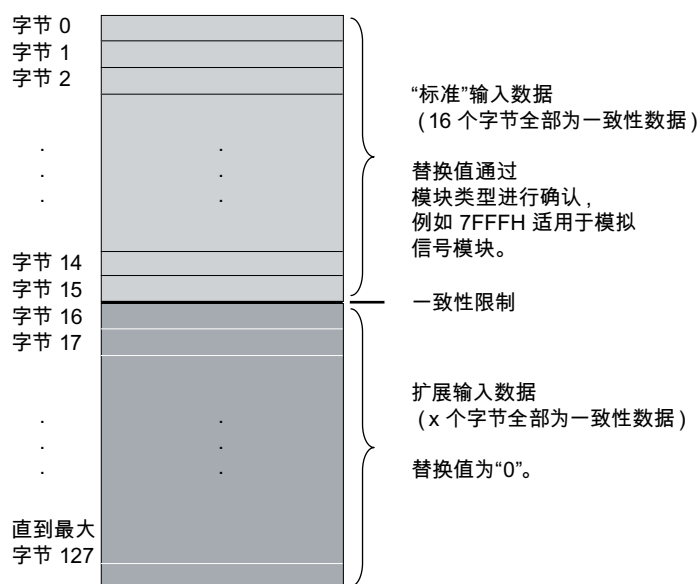 字节 0
字节 1
字节 2
“标准”输入数据
(16 个字节全部为一致性数据)
替换值通过
模块类型进行确认,
例如 7FFFH 适用于模拟
信号模块。
字节 14
字节 15
一致性限制
字节 16
字节 17
扩展输入数据
(x 个字节全部为一致性数据)
替换值为“0”。
直到最大
字节 127